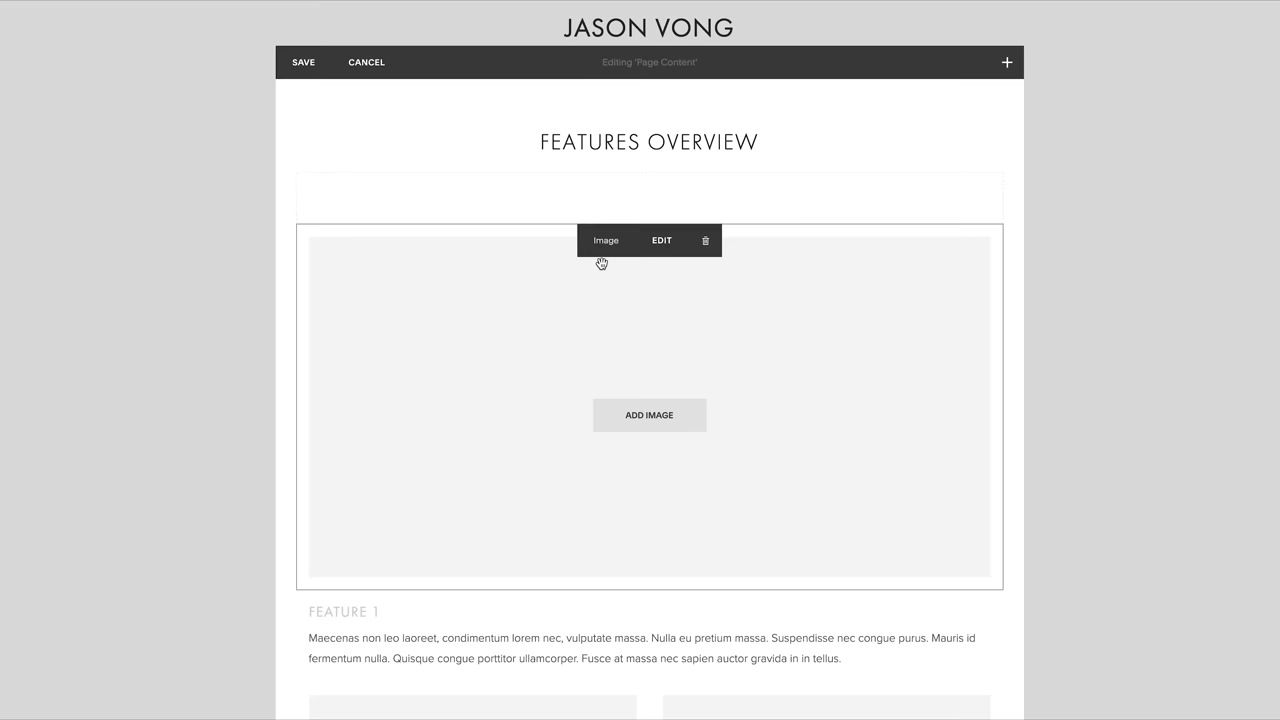 JASON VONG
SAVE CANCEL Editing 'Page Content' +
FEATURES OVERVIEW
Image EDIT
ADD IMAGE
FEATURE 1
Maecenas non leo laoreet, condimentum lorem nec, vulputate massa. Nulla eu pretium massa. Suspendisse nec congue purus. Mauris id
fermentum nulla. Quisque congue porttitor ullamcorper. Fusce at massa nec sapien auctor gravida in in tellus.